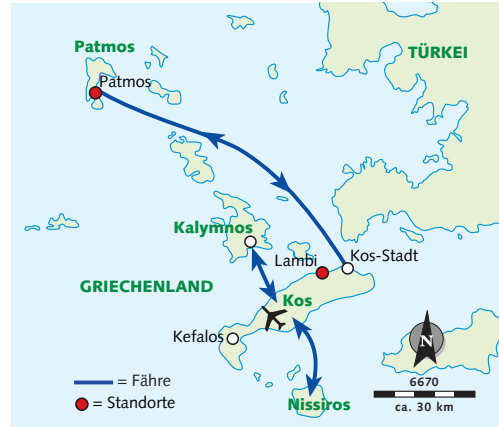 Patmos
TÜRKEI
Patmos
Kalymnos
Lambi
Kos-Stadt
GRIECHENLAND
Kos
Kefalos
N
= Fähre
6670
= Standorte
Nissiros
ca. 30 km